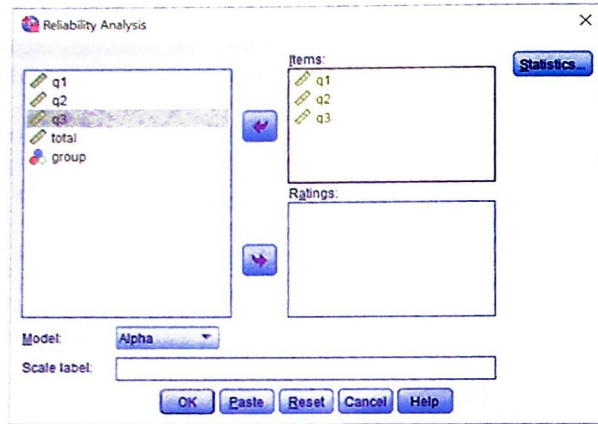 Reliability Analysis
Items:
Statistics...
q1
q2
q3
total
group
q1
q2
q3
Ratings:
Model:
Alpha
Scale label:
OK
Paste
Reset
Cancel
Help